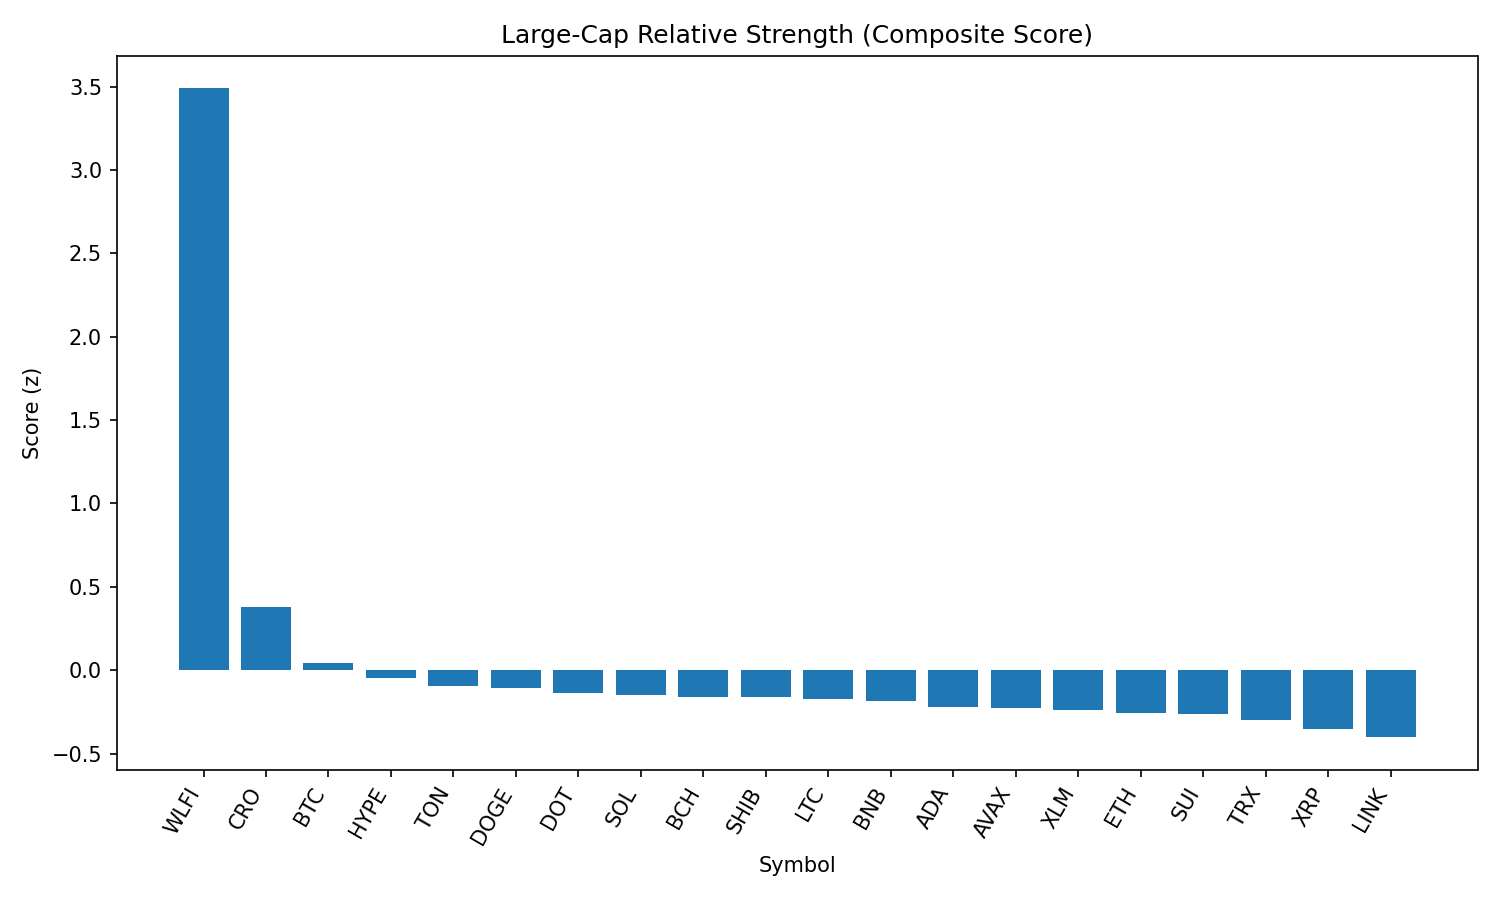 Large-Cap Relative Strength (Composite Score)
Score (z)
3.5
3.0
2.5
2.0
1.5
1.0
0.5
0.0
−0.5
WLFI
CRO
BTC
HYPE
TON
DOGE
DOT
SOL
BCH
SHIB
LTC
BNB
ADA
AVAX
XLM
ETH
SUI
TRX
XRP
LINK
Symbol